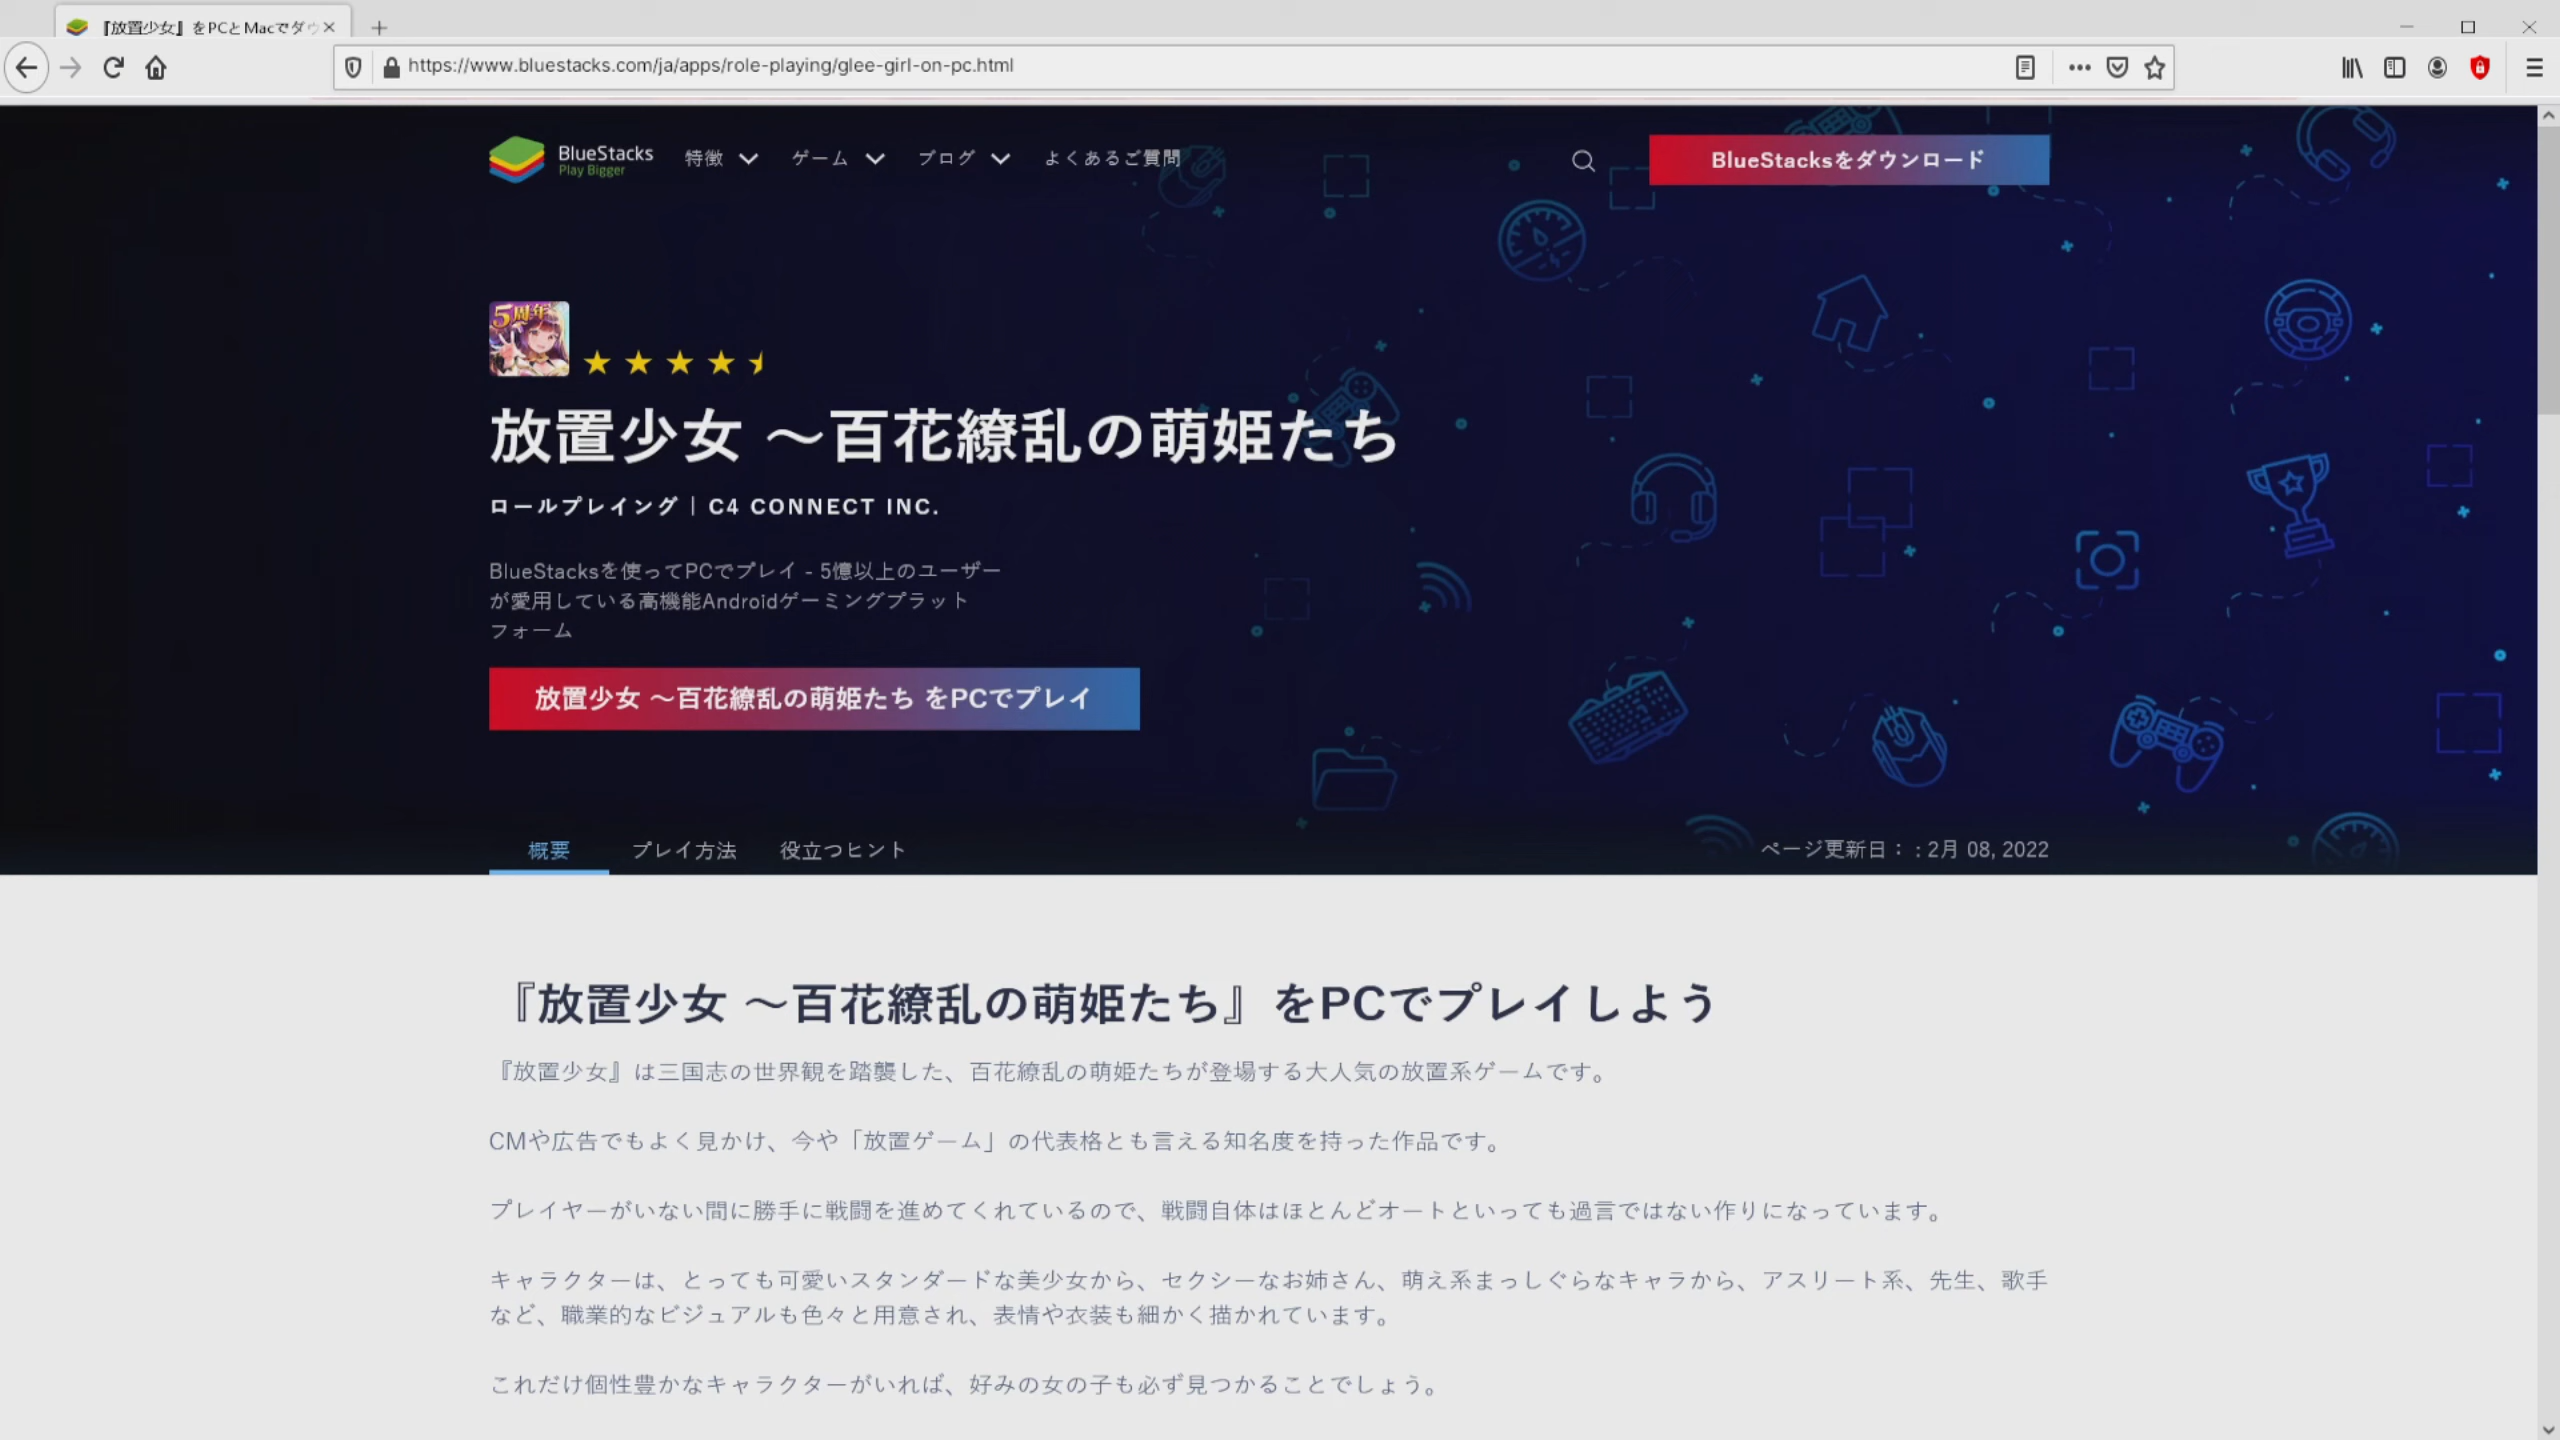 『放置少女』をPCとMacでダウ
https://www.bluestacks.com/ja/apps/role-playing/glee-girl-on-pc.html
BlueStacks
Play Bigger
特徴
ゲーム
ブログ
よくあるご質問
BlueStacksをダウンロード
5周年
放置少女 ～百花繚乱の萌姫たち
ロールプレイング | C4 CONNECT INC.
BlueStacksを使ってPCでプレイ - 5憶以上のユーザー
が愛用している高機能Androidゲーミングプラット
フォーム
放置少女 ～百花繚乱の萌姫たち をPCでプレイ
概要
プレイ方法
役立つヒント
ページ更新日： : 2月 08, 2022
『放置少女 ～百花繚乱の萌姫たち』をPCでプレイしよう
『放置少女』は三国志の世界観を踏襲した、百花繚乱の萌姫たちが登場する大人気の放置系ゲームです。
CMや広告でもよく見かけ、今や「放置ゲーム」の代表格とも言える知名度を持った作品です。
プレイヤーがいない間に勝手に戦闘を進めてくれているので、戦闘自体はほとんどオートといっても過言ではない作りになっています。
キャラクターは、とっても可愛いスタンダードな美少女から、セクシーなお姉さん、萌え系まっしぐらなキャラから、アスリート系、先生、歌手
など、職業的なビジュアルも色々と用意され、表情や衣装も細かく描かれています。
これだけ個性豊かなキャラクターがいれば、好みの女の子も必ず見つかることでしょう。